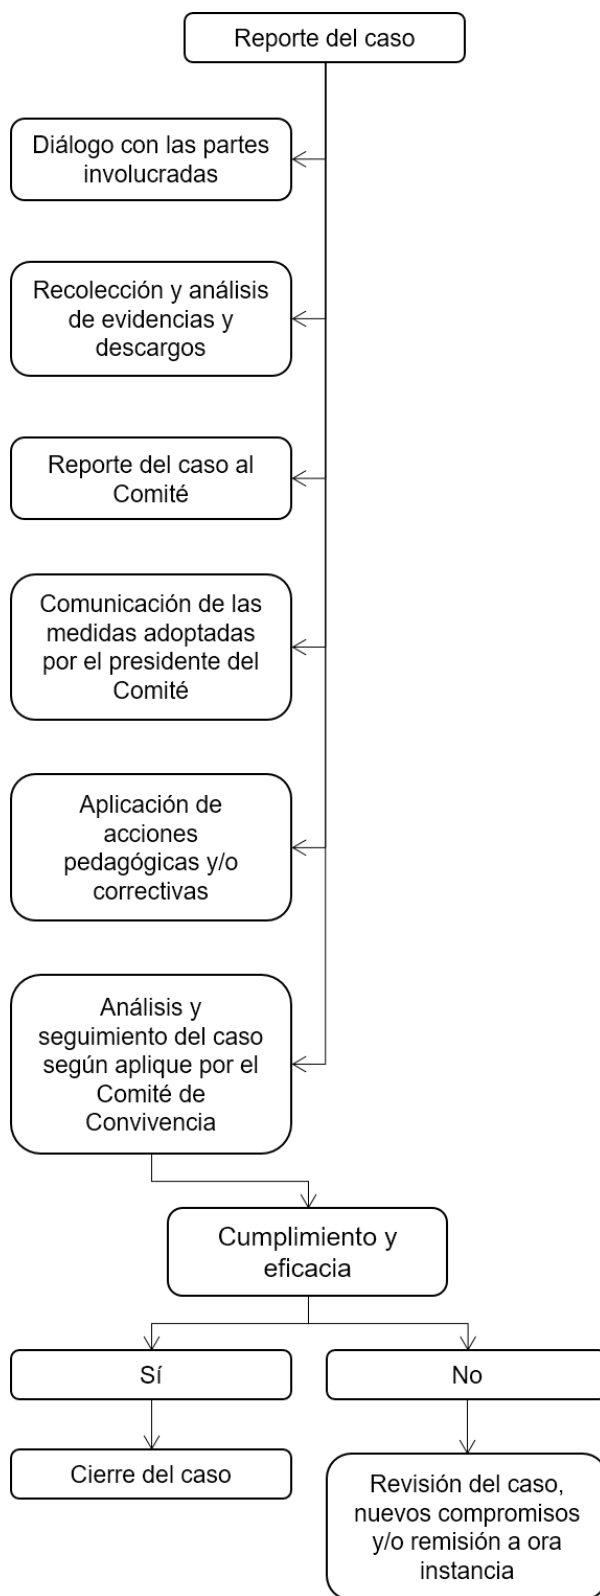 Reporte del caso
Diálogo con las partes
involucradas
Recolección y análisis
de evidencias y
descargos
Reporte del caso al
Comité
Comunicación de las
medidas adoptadas
por el presidente del
Comité
Aplicación de
acciones
pedagógicas y/o
correctivas
Análisis y
seguimiento del caso
según aplique por el
Comité de
Convivencia
Cumplimiento y
eficacia
Sí
No
Cierre del caso
Revisión del caso,
nuevos compromisos
y/o remisión a ora
instancia